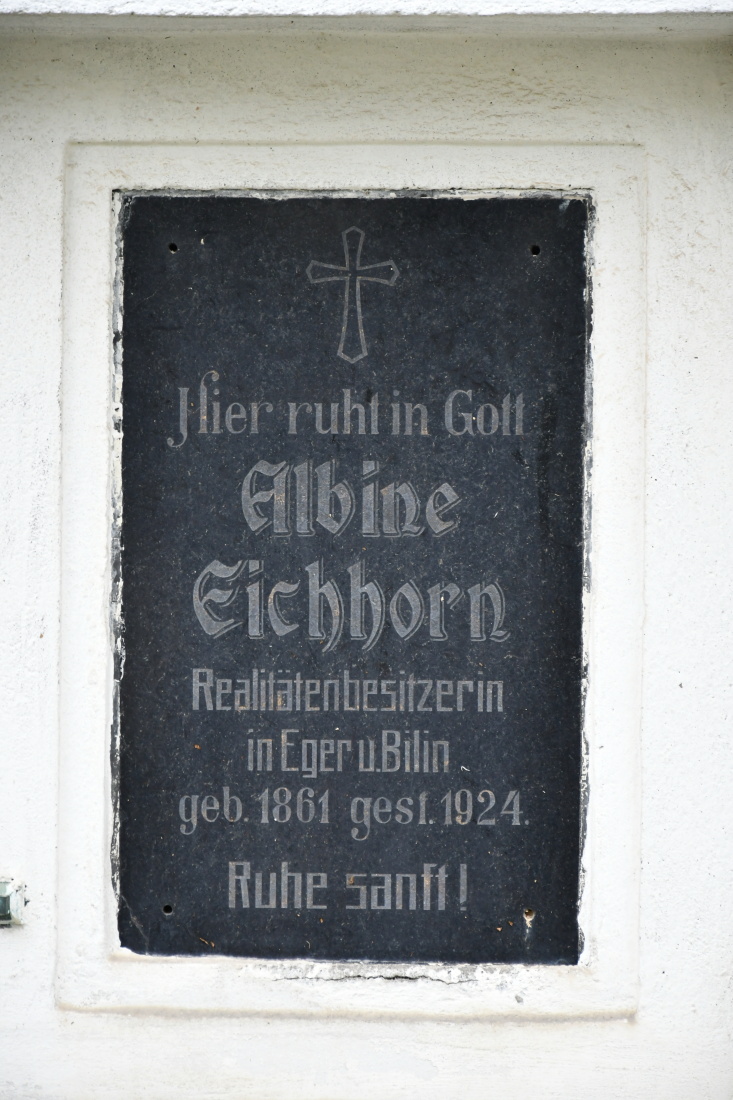 Hier ruht in Gott
Albine
Eichhorn
Realitätenbesitzerin
in Eger u. Bilin
geb. 1861 gest. 1924.
Ruhe sanft!